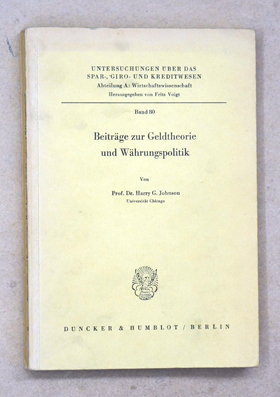 UNTERSUCHUNGEN ÜBER DAS
SPAR-, GIRO- UND KREDITWESEN
Abteilung A: Wirtschaftswissenschaft
Herausgegeben von Fritz Voigt
Band 80
Beiträge zur Geldtheorie
und Währungspolitik
Von
Prof. Dr. Harry G. Johnson
Universität Chicago
DUNCKER & HUMBLOT / BERLIN